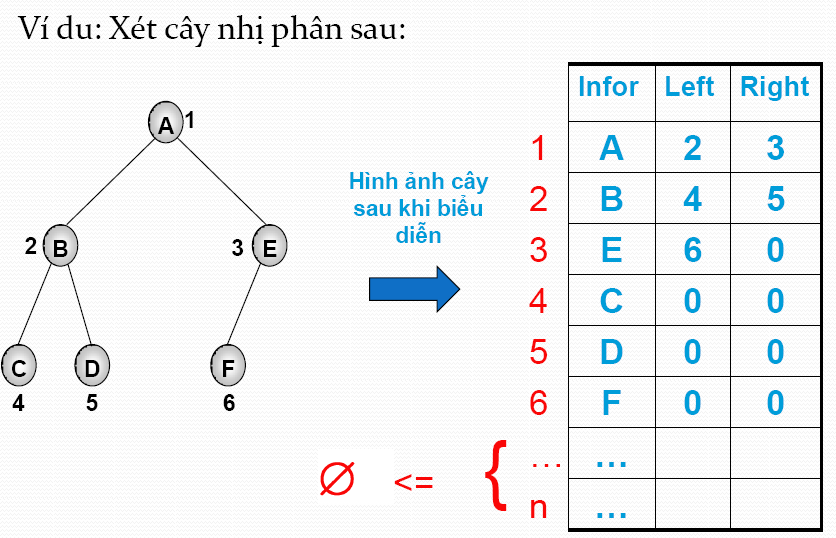 Ví du: Xét cây nhị phân sau:
A 1
2 B
3 E
C
D
F
4
5
6
Hình ảnh cây
sau khi biểu
diễn
Infor Left Right
1 A 2 3
2 B 4 5
3 E 6 0
4 C 0 0
5 D 0 0
6 F 0 0
∅ <= { … …
n …